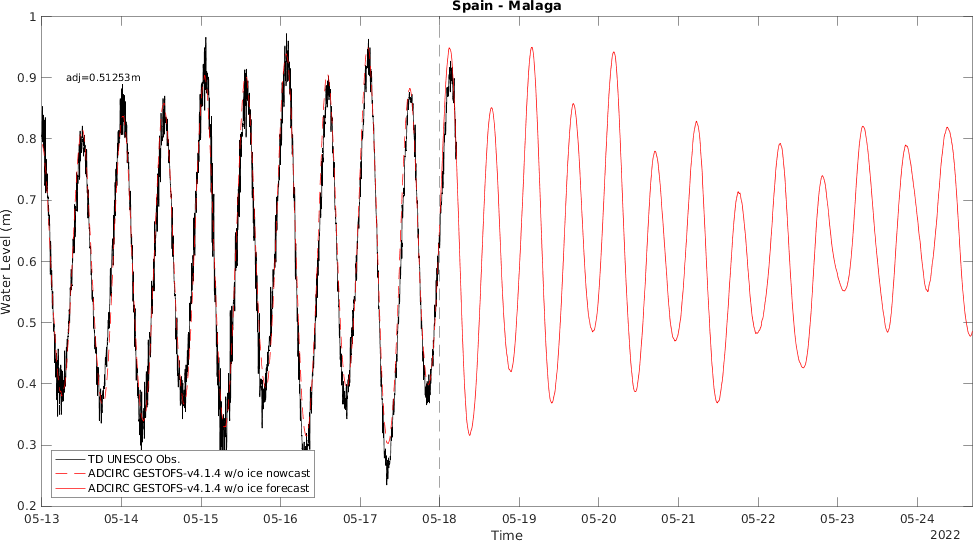 Spain - Malaga
adj=0.51253m
1
0.9
0.8
0.7
0.6
0.5
0.4
0.3
0.2
Water Level (m)
TD UNESCO Obs.
ADCIRC GESTOFS-v4.1.4 w/o ice nowcast
ADCIRC GESTOFS-v4.1.4 w/o ice forecast
05-13 05-14 05-15 05-16 05-17 05-18 05-19 05-20 05-21 05-22 05-23 05-24
Time
2022